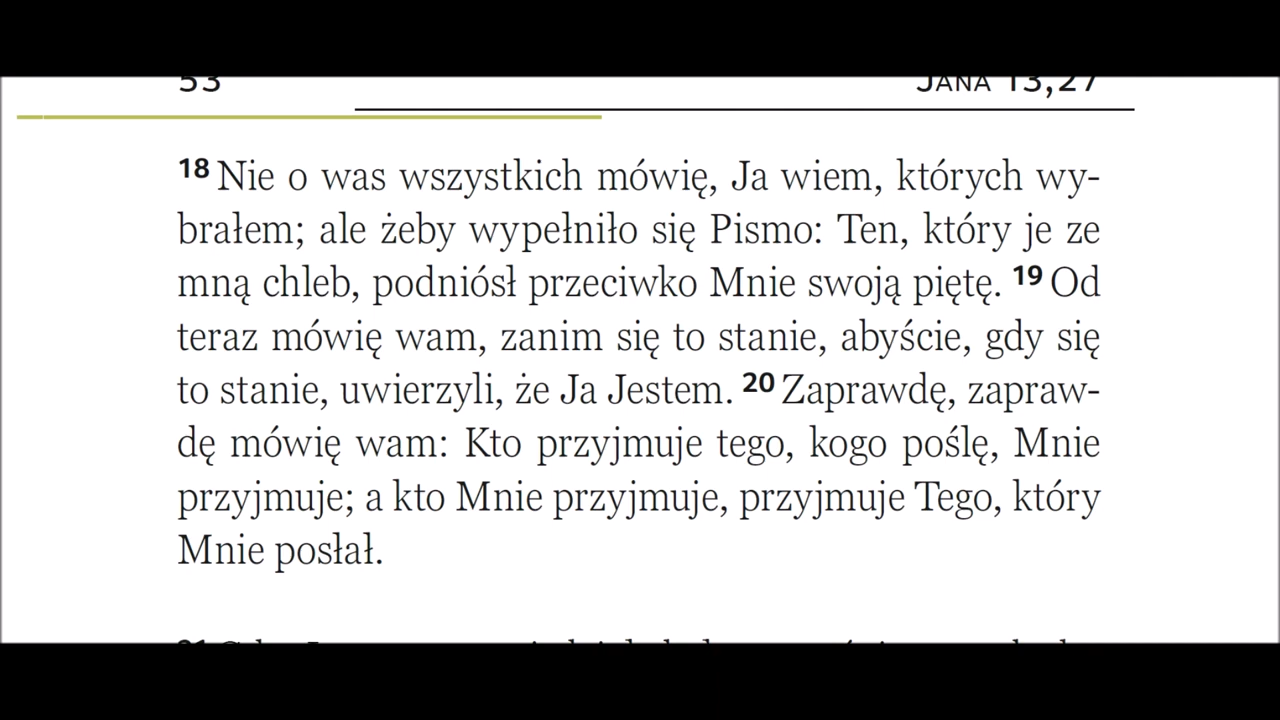 53 JANA 13,27
18 Nie o was wszystkich mówię, Ja wiem, których wy-
brałem; ale żeby wypełniło się Pismo: Ten, który je ze
mną chleb, podniósł przeciwko Mnie swoją piętę. 19 Od
teraz mówię wam, zanim się to stanie, abyście, gdy się
to stanie, uwierzyli, że Ja Jestem. 20 Zaprawdę, zapraw-
dę mówię wam: Kto przyjmuje tego, kogo poślę, Mnie
przyjmuje; a kto Mnie przyjmuje, przyjmuje Tego, który
Mnie posłał.